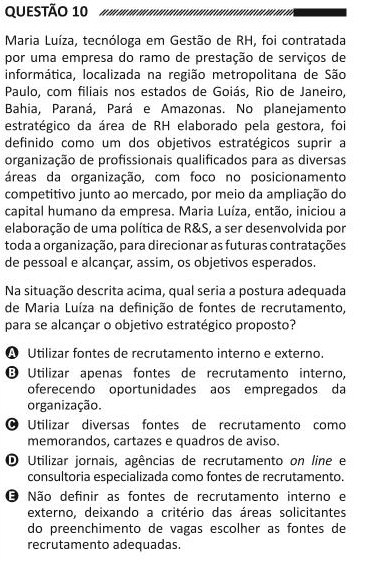 QUESTÃO 10
Maria Luíza, tecnóloga em Gestão de RH, foi contratada
por uma empresa do ramo de prestação de serviços de
informática, localizada na região metropolitana de São
Paulo, com filiais nos estados de Goiás, Rio de Janeiro,
Bahia, Paraná, Pará e Amazonas. No planejamento
estratégico da área de RH elaborado pela gestora, foi
definido como um dos objetivos estratégicos suprir a
organização de profissionais qualificados para as diversas
áreas da organização, com foco no posicionamento
competitivo junto ao mercado, por meio da ampliação do
capital humano da empresa. Maria Luíza, então, iniciou a
elaboração de uma política de R&S, a ser desenvolvida por
toda a organização, para direcionar as futuras contratações
de pessoal e alcançar, assim, os objetivos esperados.
Na situação descrita acima, qual seria a postura adequada
de Maria Luíza na definição de fontes de recrutamento,
para se alcançar o objetivo estratégico proposto?
A Utilizar fontes de recrutamento interno e externo.
B Utilizar apenas fontes de recrutamento interno,
oferecendo oportunidades aos empregados da
organização.
C Utilizar diversas fontes de recrutamento como
memorandos, cartazes e quadros de aviso.
D Utilizar jornais, agências de recrutamento on line e
consultoria especializada como fontes de recrutamento.
E Não definir as fontes de recrutamento interno e
externo, deixando a critério das áreas solicitantes
do preenchimento de vagas escolher as fontes de
recrutamento adequadas.